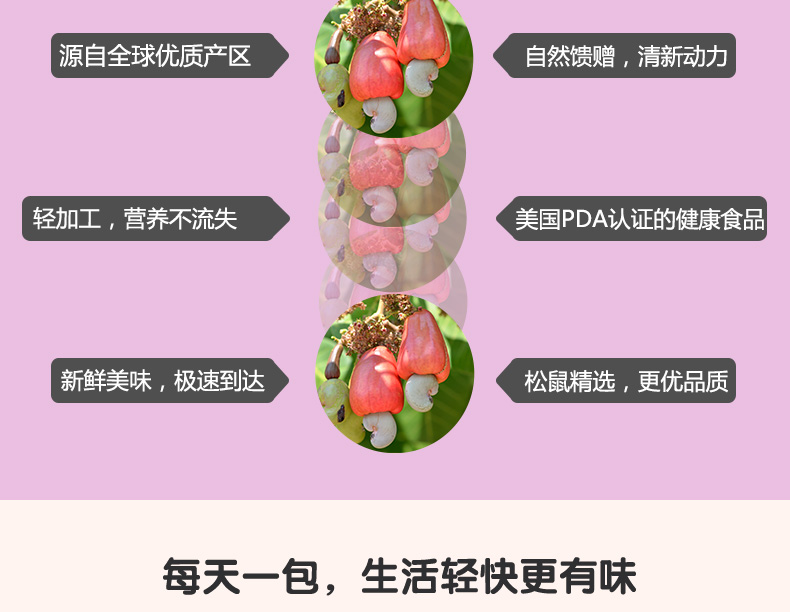 源自全球优质产区
自然馈赠，清新动力
轻加工，营养不流失
美国PDA认证的健康食品
新鲜美味，极速到达
松鼠精选，更优品质
每天一包，生活轻快更有味